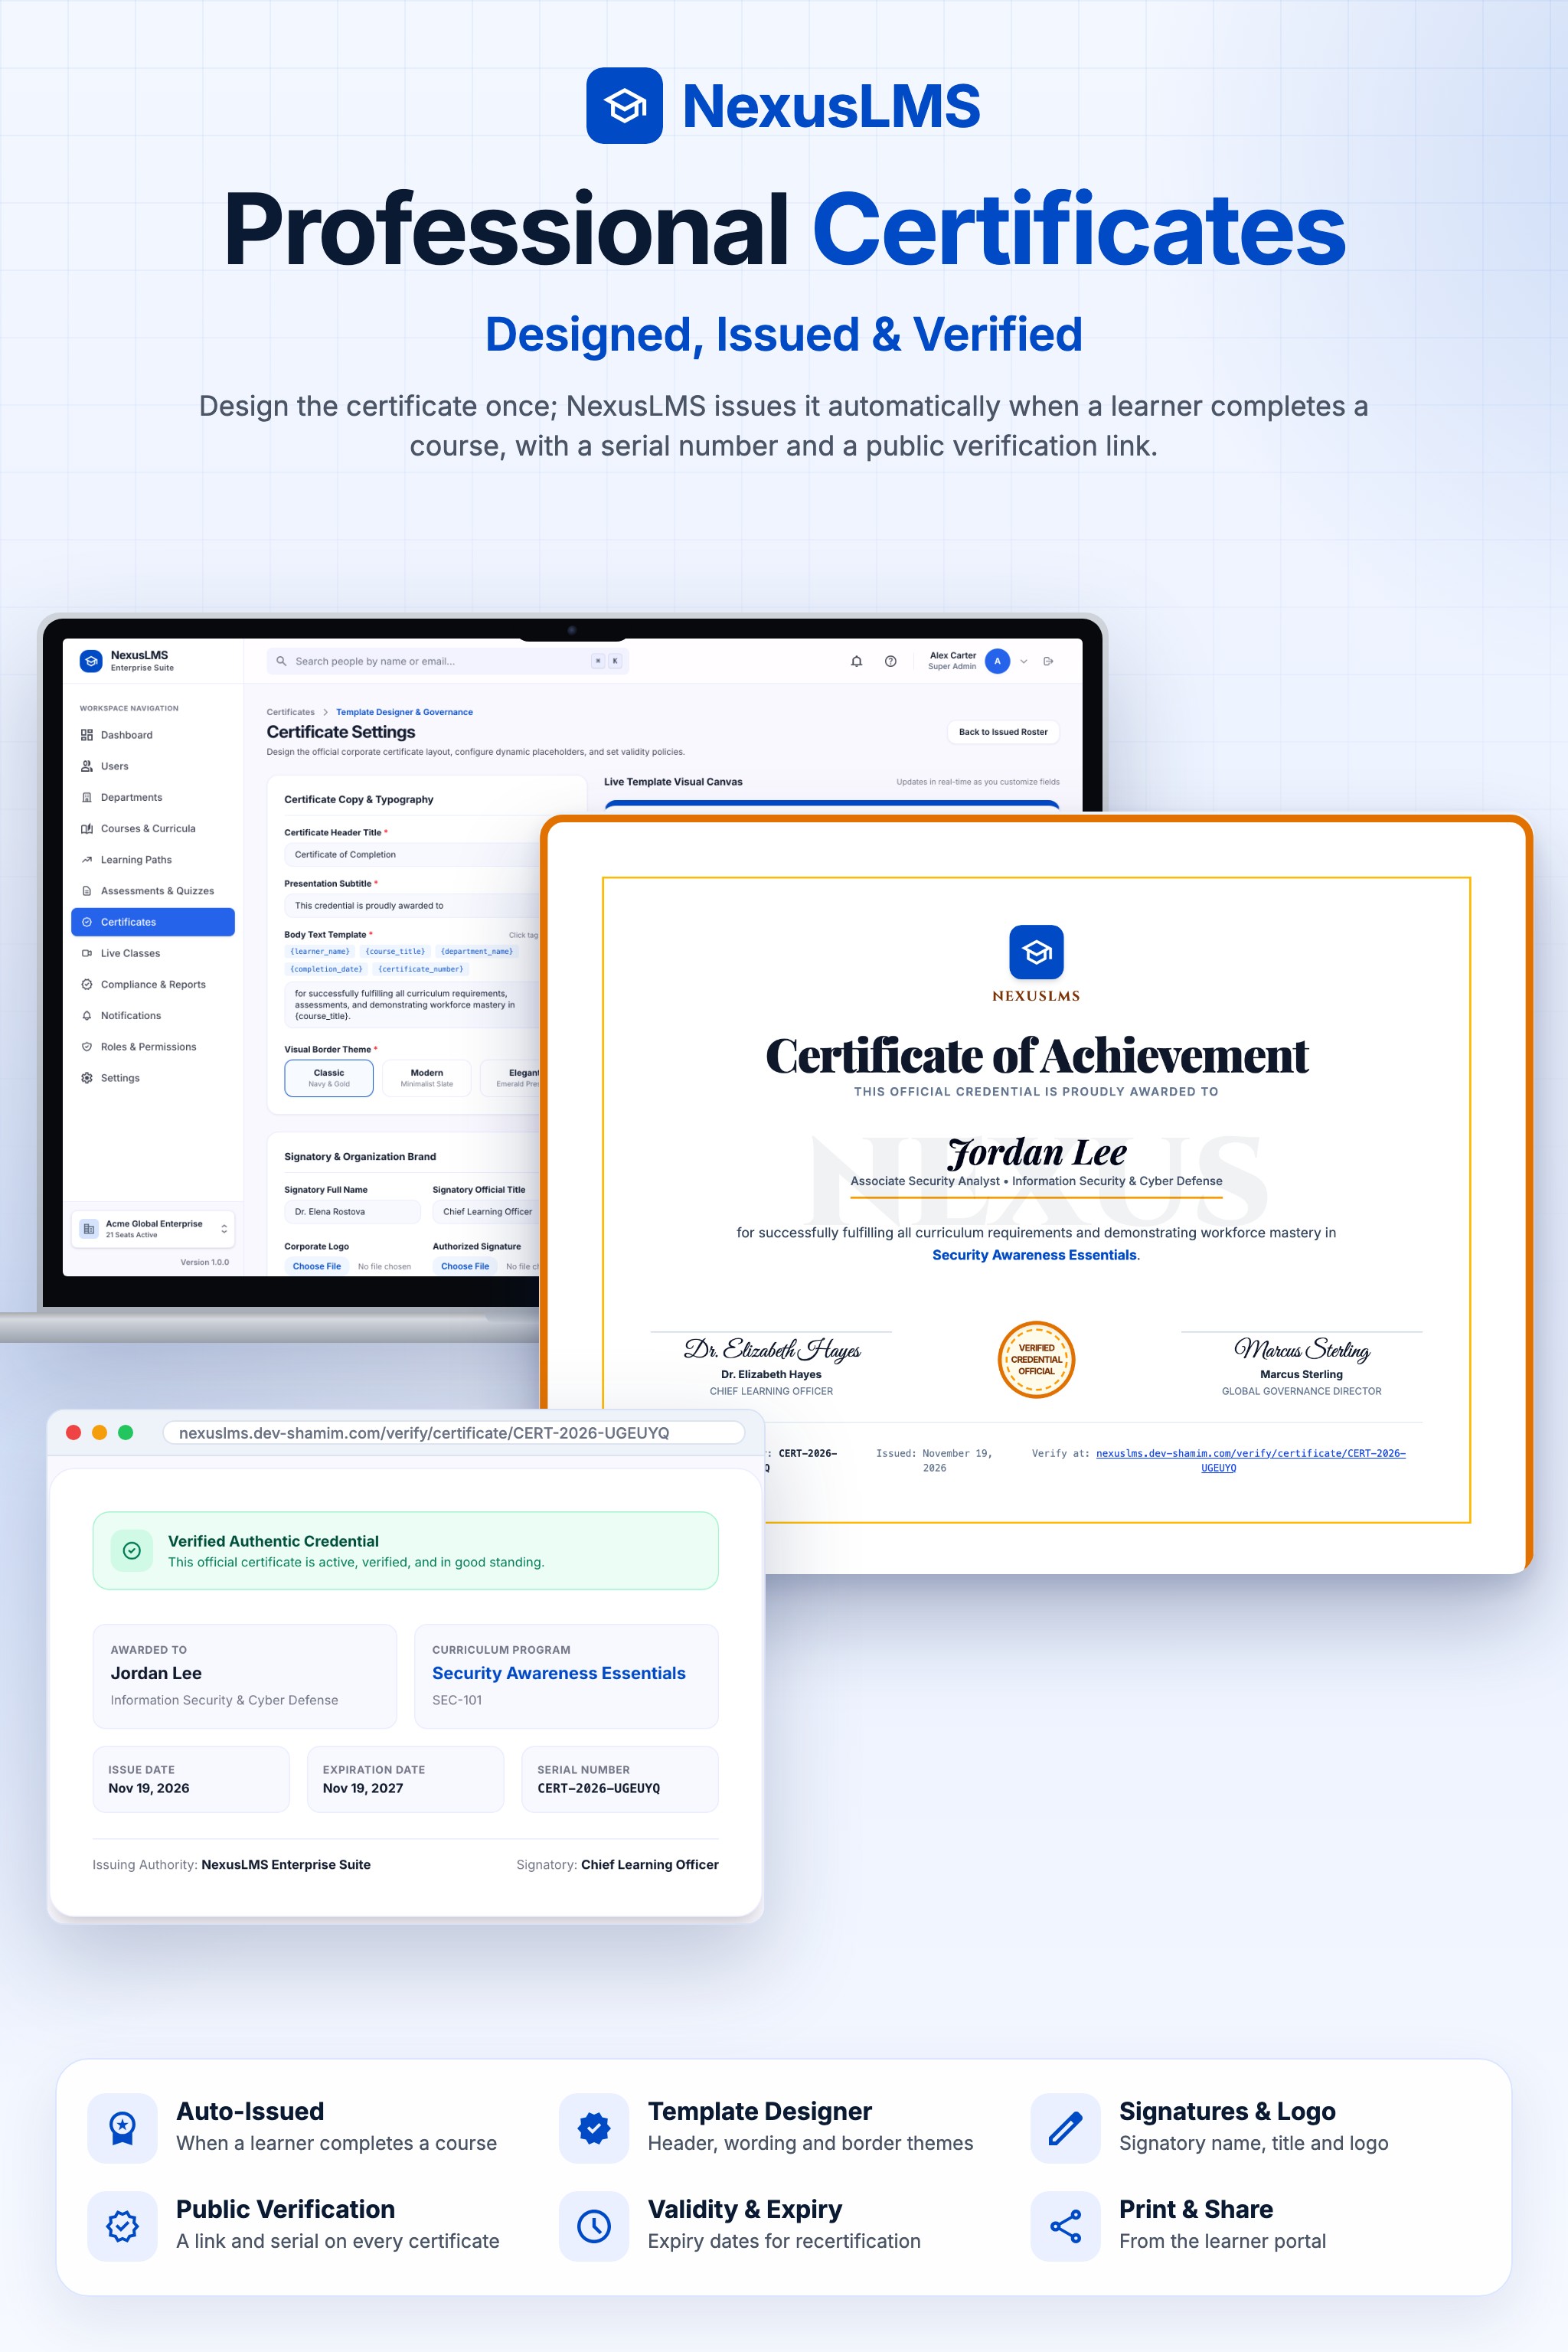 NexusLMS
Professional Certificates
Designed, Issued & Verified
Design the certificate once; NexusLMS issues it automatically when a learner completes a
course, with a serial number and a public verification link.
NexusLMS
Enterprise Suite
Search people by name or email...
⌘ K
Alex Carter
Super Admin
A
WORKSPACE NAVIGATION
Dashboard
Users
Departments
Courses & Curricula
Learning Paths
Assessments & Quizzes
Certificates
Live Classes
Compliance & Reports
Notifications
Roles & Permissions
Settings
Acme Global Enterprise
21 Seats Active
Version 1.0.0
Certificates > Template Designer & Governance
Certificate Settings
Design the official corporate certificate layout, configure dynamic placeholders, and set validity policies.
Back to Issued Roster
Certificate Copy & Typography
Certificate Header Title *
Certificate of Completion
Presentation Subtitle *
This credential is proudly awarded to
Body Text Template *
Click tag
{learner_name} {course_title} {department_name}
{completion_date} {certificate_number}
for successfully fulfilling all curriculum requirements,
assessments, and demonstrating workforce mastery in
{course_title}.
Visual Border Theme *
Classic
Navy & Gold
Modern
Minimalist Slate
Elegant
Emerald
Signatory & Organization Brand
Signatory Full Name
Dr. Elena Rostova
Signatory Official Title
Chief Learning Officer
Corporate Logo
Choose File No file chosen
Authorized Signature
Choose File No file
Live Template Visual Canvas
Updates in real-time as you customize fields
NEXUSLMS
Certificate of Achievement
THIS OFFICIAL CREDENTIAL IS PROUDLY AWARDED TO
NEXUS
Jordan Lee
Associate Security Analyst • Information Security & Cyber Defense
for successfully fulfilling all curriculum requirements and demonstrating workforce mastery in
Security Awareness Essentials.
Dr. Elizabeth Hayes
Dr. Elizabeth Hayes
CHIEF LEARNING OFFICER
VERIFIED
CREDENTIAL
OFFICIAL
Marcus Sterling
Marcus Sterling
GLOBAL GOVERNANCE DIRECTOR
: CERT-2026-
Q
Issued: November 19,
2026
Verify at: nexuslms.dev-shamim.com/verify/certificate/CERT-2026-
UGEUYQ
nexuslms.dev-shamim.com/verify/certificate/CERT-2026-UGEUYQ
Verified Authentic Credential
This official certificate is active, verified, and in good standing.
AWARDED TO
Jordan Lee
Information Security & Cyber Defense
CURRICULUM PROGRAM
Security Awareness Essentials
SEC-101
ISSUE DATE
Nov 19, 2026
EXPIRATION DATE
Nov 19, 2027
SERIAL NUMBER
CERT-2026-UGEUYQ
Issuing Authority: NexusLMS Enterprise Suite
Signatory: Chief Learning Officer
Auto-Issued
When a learner completes a course
Template Designer
Header, wording and border themes
Signatures & Logo
Signatory name, title and logo
Public Verification
A link and serial on every certificate
Validity & Expiry
Expiry dates for recertification
Print & Share
From the learner portal